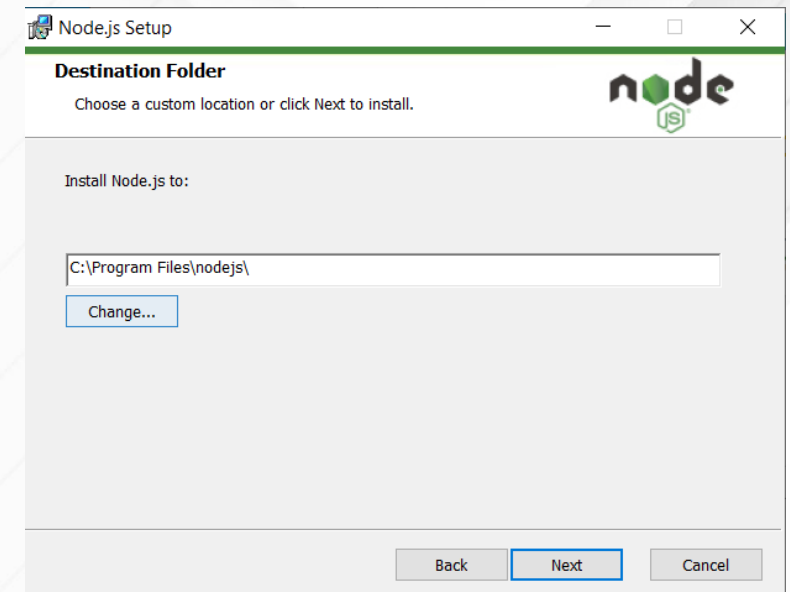 Node.js Setup
Destination Folder
Choose a custom location or click Next to install.
node
JS
Install Node.js to:
C:\Program Files\nodejs\
Change...
Back
Next
Cancel